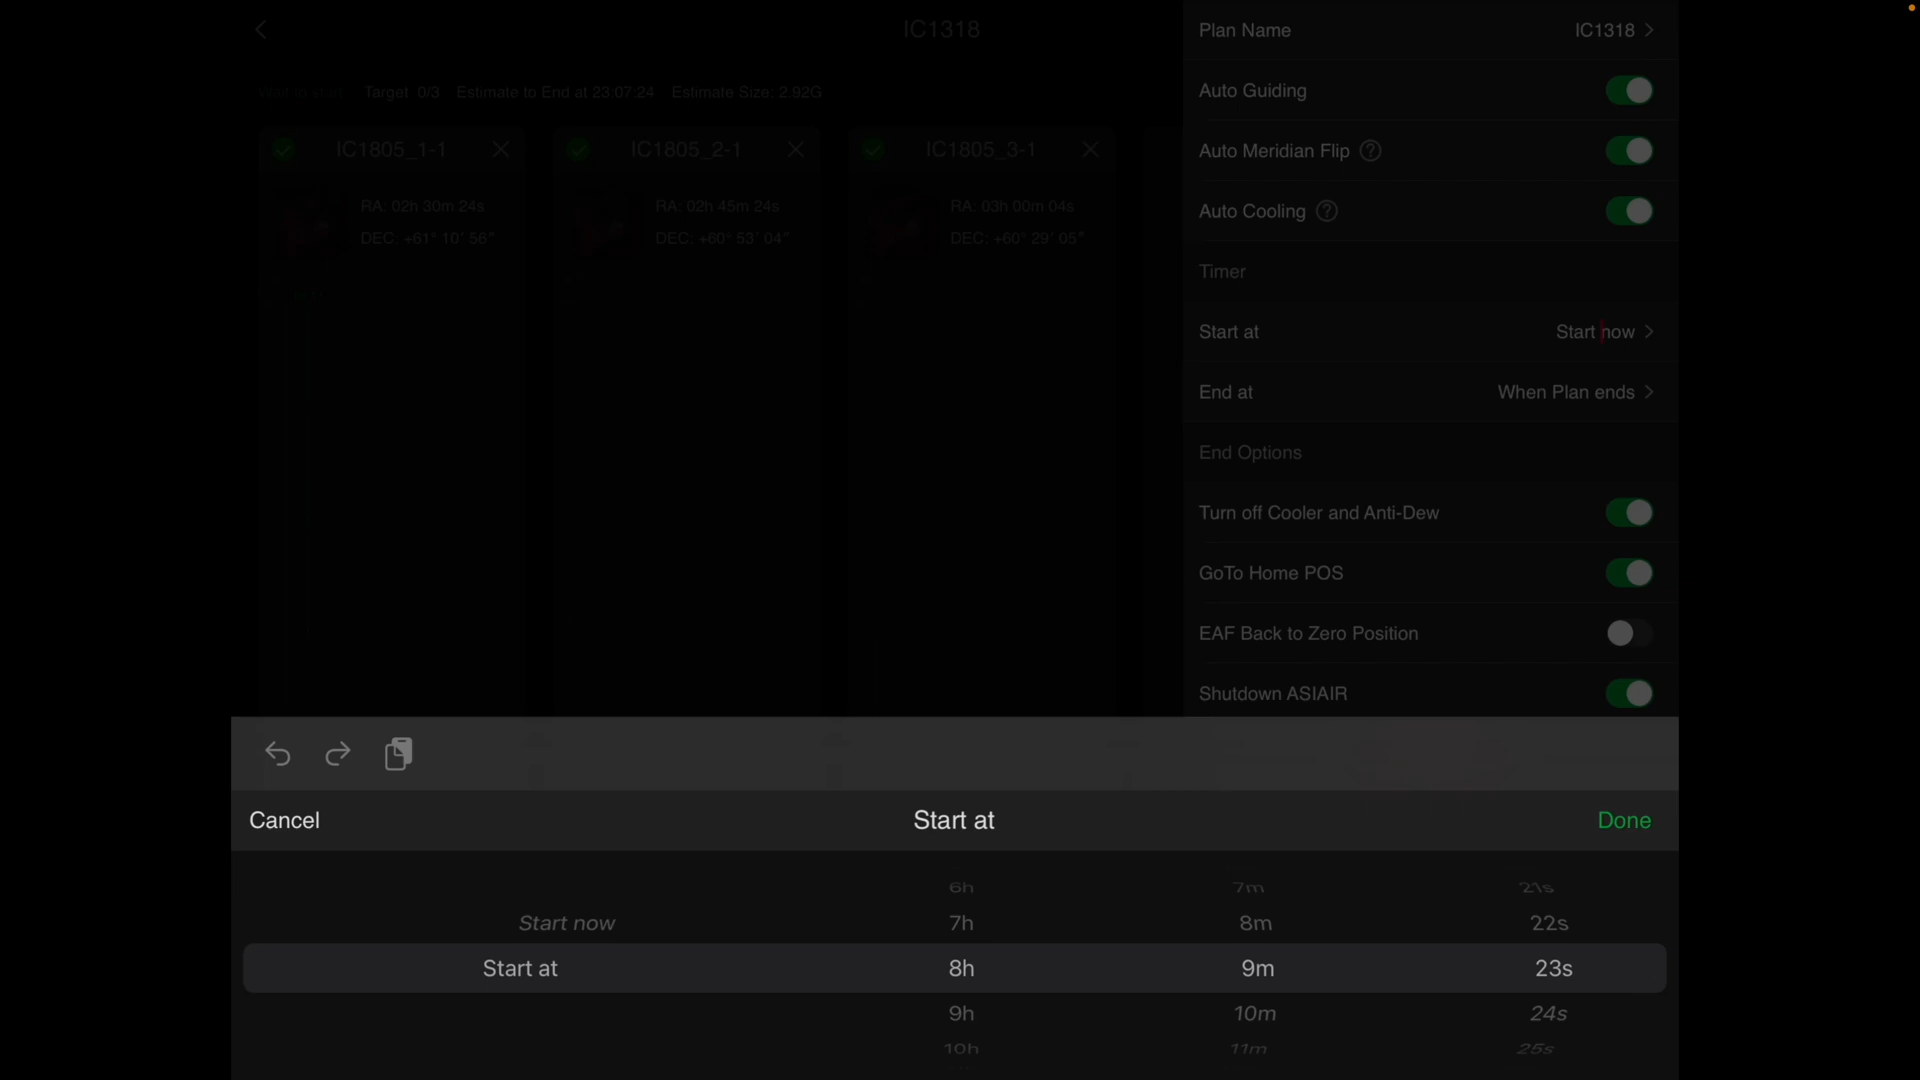 IC1318
Wait to start Target 0/3 Estimate to End at 23:07:24 Estimate Size: 2.92G
IC1805_1-1
RA: 02h 30m 24s
DEC: +61° 10' 56"
IC1805_2-1
RA: 02h 45m 24s
DEC: +60° 53' 04"
IC1805_3-1
RA: 03h 00m 04s
DEC: +60° 29' 05"
Plan Name IC1318
Auto Guiding
Auto Meridian Flip ?
Auto Cooling ?
Timer
Start at Start now
End at When Plan ends
End Options
Turn off Cooler and Anti-Dew
GoTo Home POS
EAF Back to Zero Position
Shutdown ASIAIR
Cancel Start at Done
6h 7m 21s
Start now 7h 8m 22s
Start at 8h 9m 23s
9h 10m 24s
10h 11m 25s